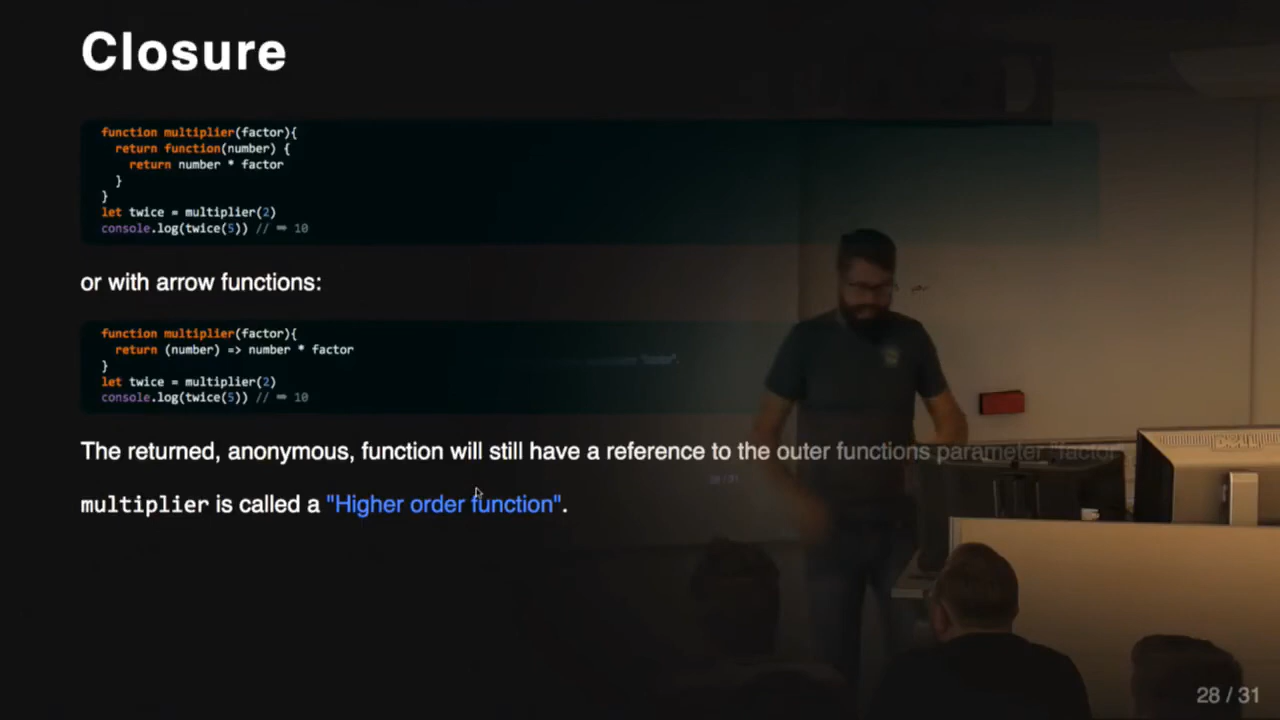 Closure
function multiplier(factor){
return function(number) {
return number * factor
}
}
let twice = multiplier(2)
console.log(twice(5)) // ➡ 10
or with arrow functions:
function multiplier(factor){
return (number) => number * factor
}
let twice = multiplier(2)
console.log(twice(5)) // ➡ 10
The returned, anonymous, function will still have a reference to the outer functions parameter 'factor
multiplier is called a "Higher order function".
DELL
28 / 31